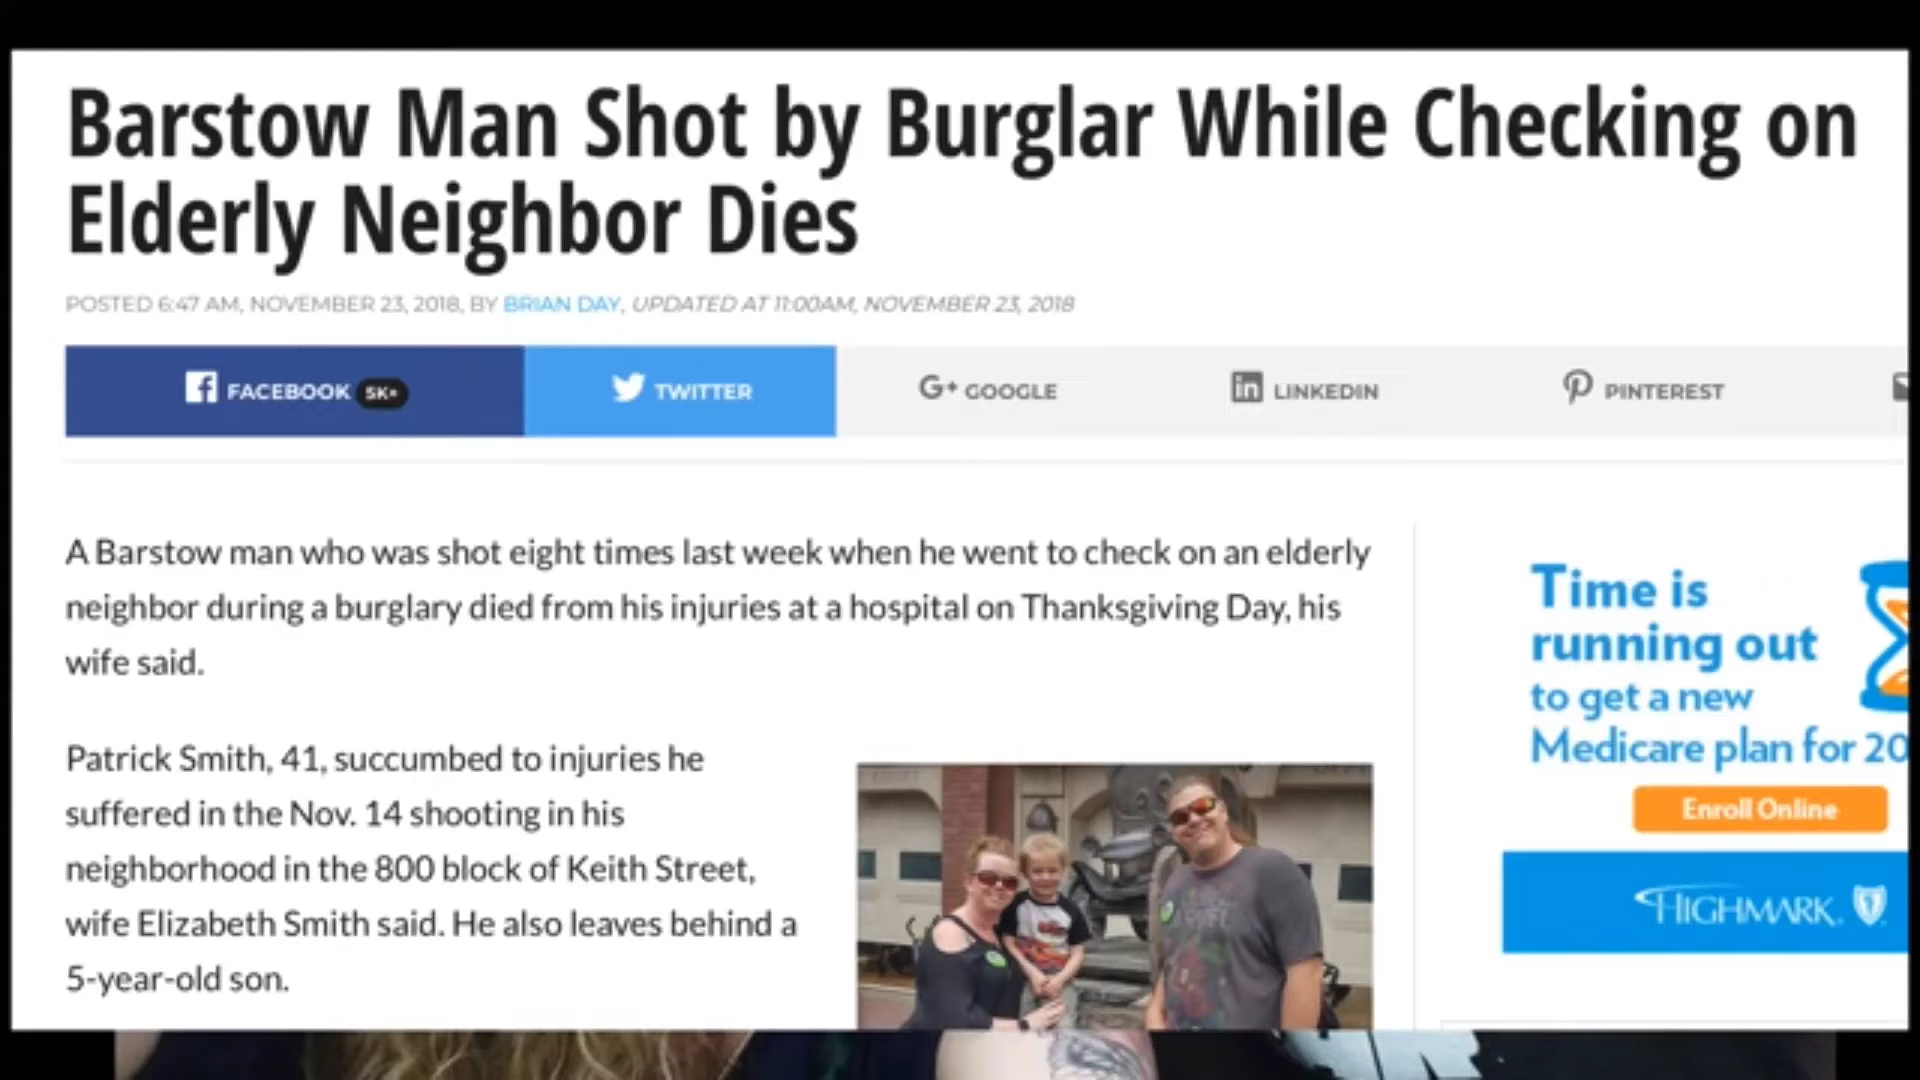 Barstow Man Shot by Burglar While Checking on
Elderly Neighbor Dies
POSTED 6:47 AM, NOVEMBER 23, 2018, BY BRIAN DAY, UPDATED AT 11:00AM, NOVEMBER 23, 2018
FACEBOOK 5K+
TWITTER
G+ GOOGLE
in LINKEDIN
PINTEREST
A Barstow man who was shot eight times last week when he went to check on an elderly
neighbor during a burglary died from his injuries at a hospital on Thanksgiving Day, his
wife said.
Patrick Smith, 41, succumbed to injuries he
suffered in the Nov. 14 shooting in his
neighborhood in the 800 block of Keith Street,
wife Elizabeth Smith said. He also leaves behind a
5-year-old son.
Time is
running out
to get a new
Medicare plan for 20
Enroll Online
HIGHMARK